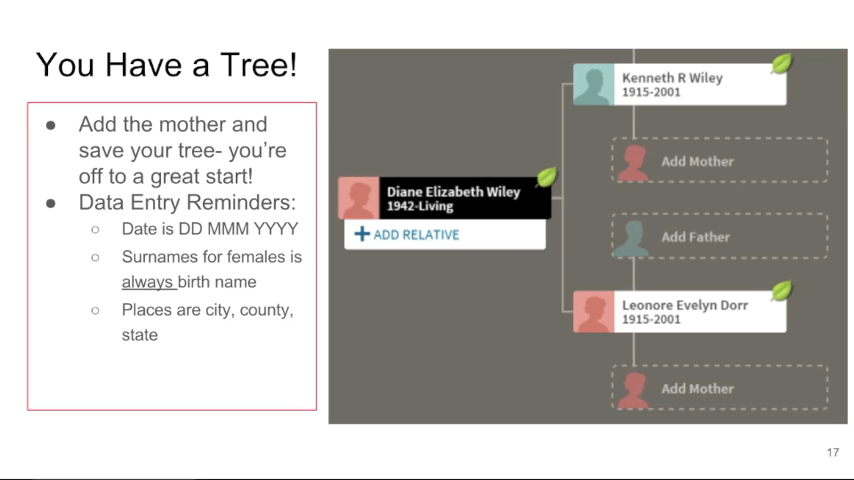 You Have a Tree!
● Add the mother and
save your tree- you're
off to a great start!
● Data Entry Reminders:
○ Date is DD MMM YYYY
○ Surnames for females is
always birth name
○ Places are city, county,
state
Kenneth R Wiley
1915-2001
Add Mother
Diane Elizabeth Wiley
1942-Living
+ ADD RELATIVE
Add Father
Leonore Evelyn Dorr
1915-2001
Add Mother
17